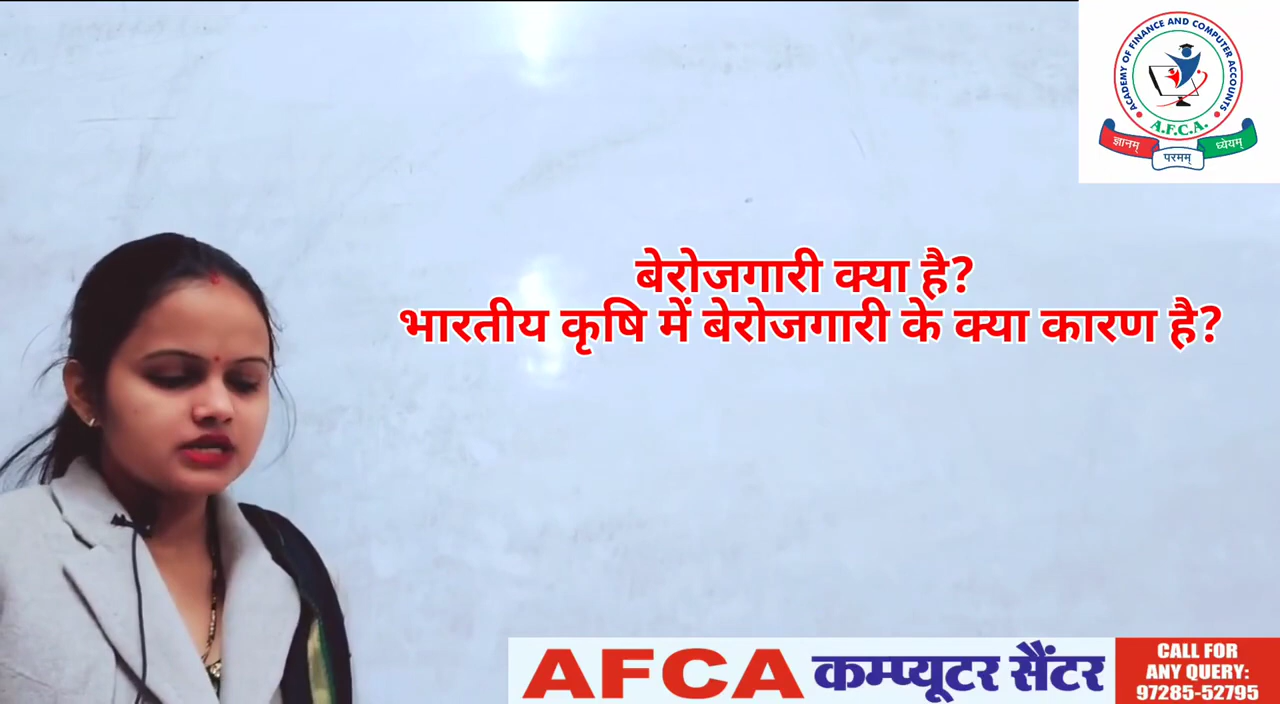 ACADEMY OF FINANCE AND COMPUTER ACCOUNTS
A.F.C.A.
ज्ञानम् परमम् ध्येयम्
बेरोजगारी क्या है?
भारतीय कृषि में बेरोजगारी के क्या कारण है?
AFCA कम्प्यूटर सैंटर
CALL FOR
ANY QUERY:
97285-52795